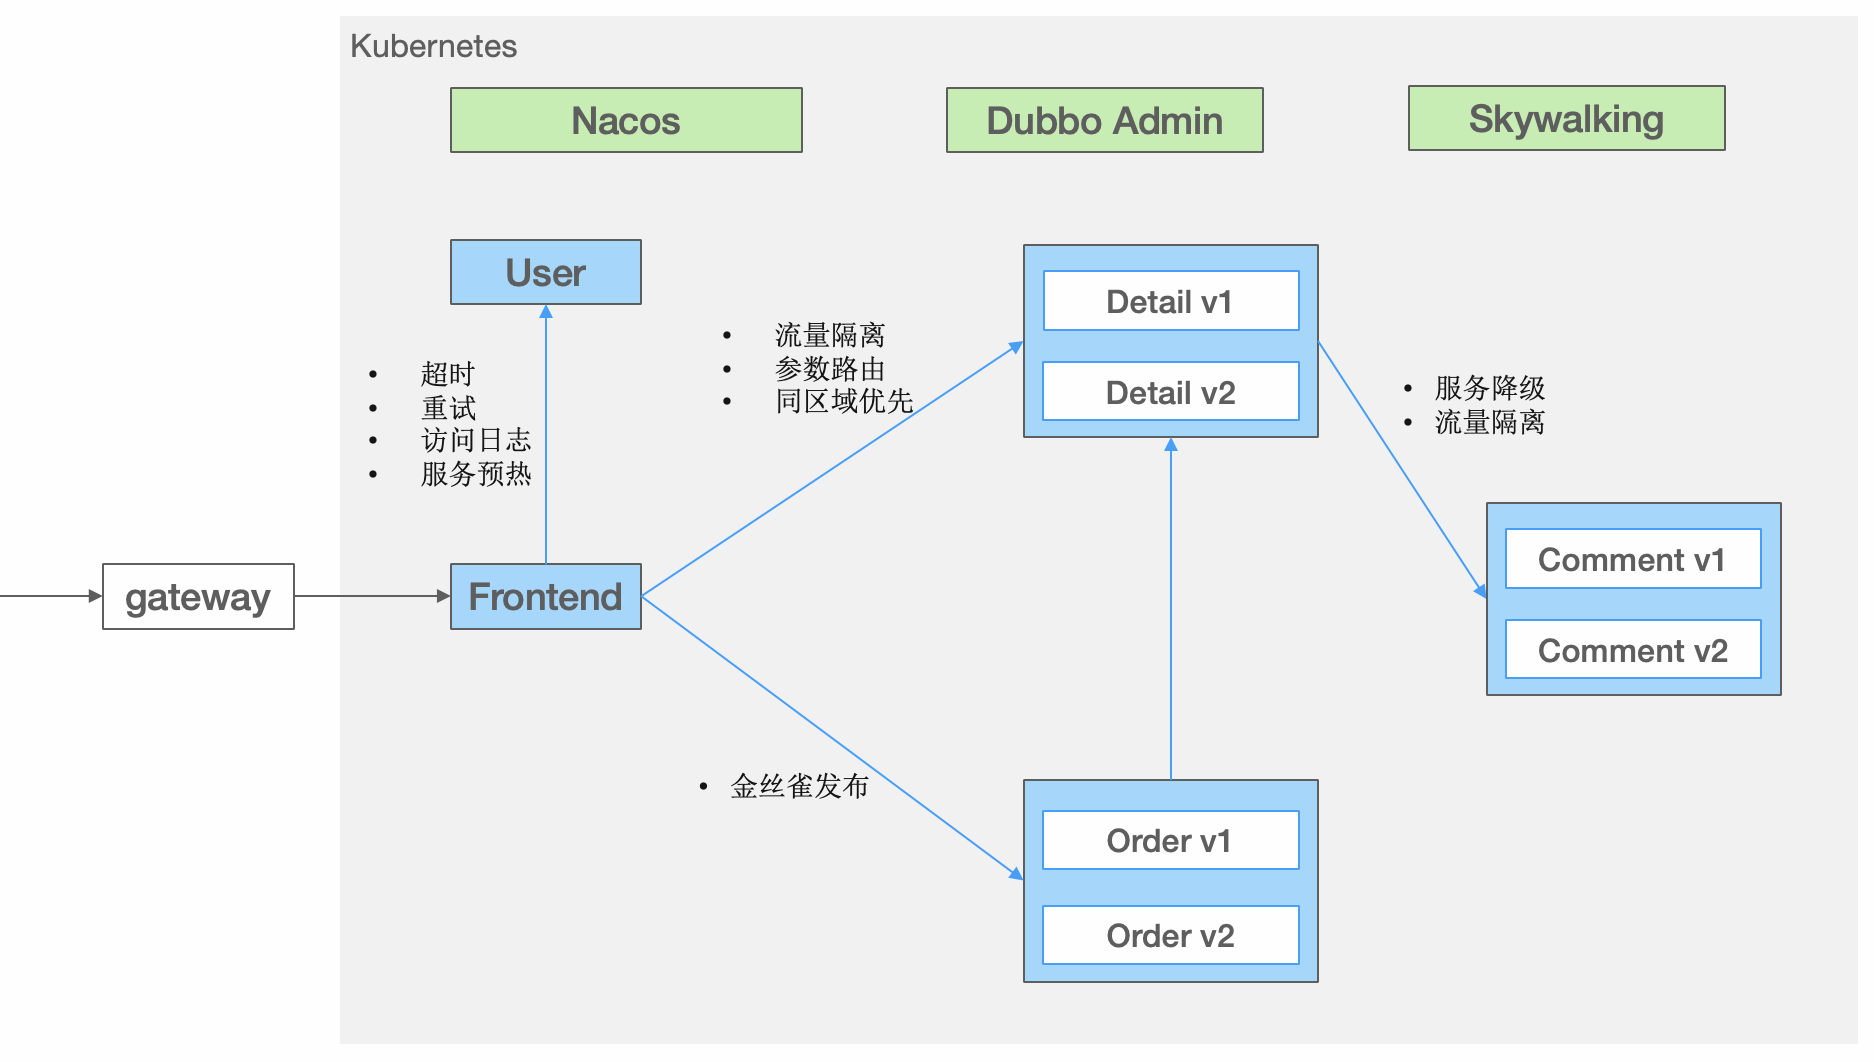 Kubernetes
Nacos
Dubbo Admin
Skywalking
User
Detail v1
Detail v2
• 流量隔离
• 参数路由
• 同区域优先
• 超时
• 重试
• 访问日志
• 服务预热
• 服务降级
• 流量隔离
gateway
Frontend
Comment v1
Comment v2
• 金丝雀发布
Order v1
Order v2